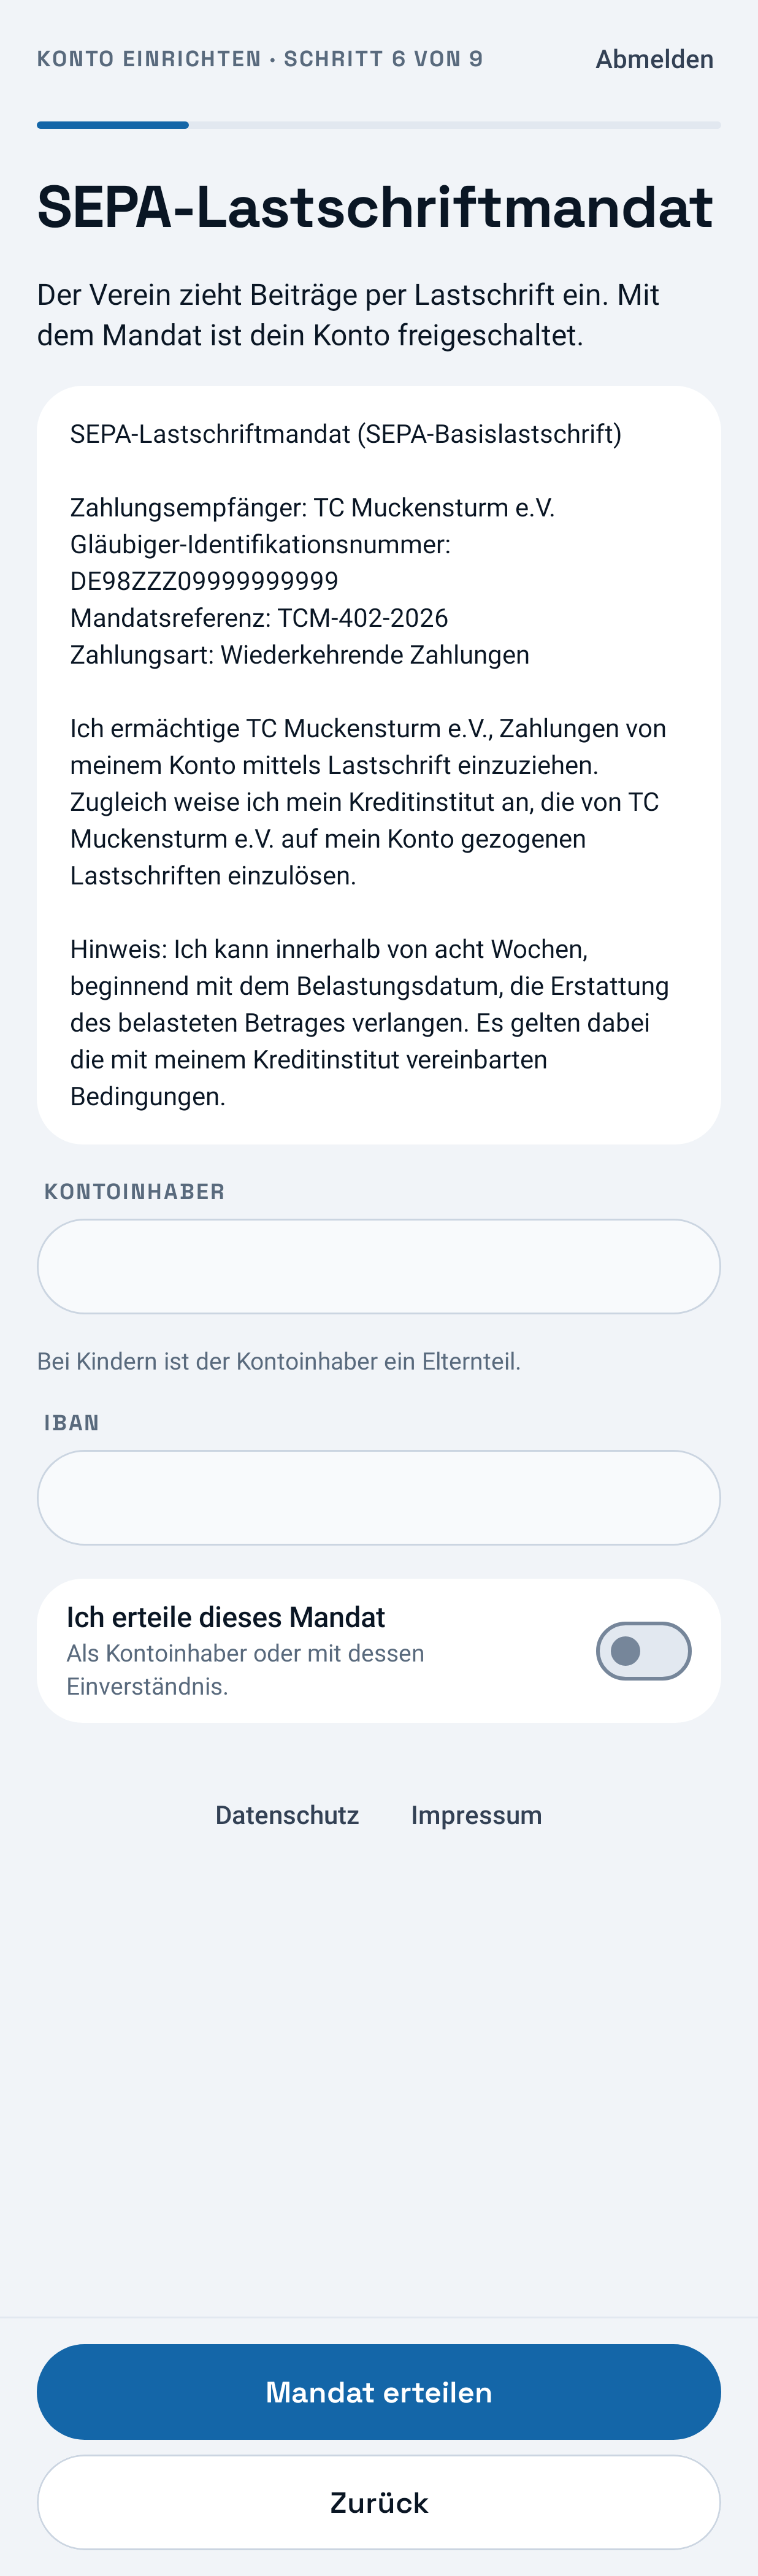 KONTO EINRICHTEN · SCHRITT 6 VON 9
Abmelden
SEPA-Lastschriftmandat
Der Verein zieht Beiträge per Lastschrift ein. Mit
dem Mandat ist dein Konto freigeschaltet.
SEPA-Lastschriftmandat (SEPA-Basislastschrift)
Zahlungsempfänger: TC Muckensturm e.V.
Gläubiger-Identifikationsnummer:
DE98ZZZ09999999999
Mandatsreferenz: TCM-402-2026
Zahlungsart: Wiederkehrende Zahlungen
Ich ermächtige TC Muckensturm e.V., Zahlungen von
meinem Konto mittels Lastschrift einzuziehen.
Zugleich weise ich mein Kreditinstitut an, die von TC
Muckensturm e.V. auf mein Konto gezogenen
Lastschriften einzulösen.
Hinweis: Ich kann innerhalb von acht Wochen,
beginnend mit dem Belastungsdatum, die Erstattung
des belasteten Betrages verlangen. Es gelten dabei
die mit meinem Kreditinstitut vereinbarten
Bedingungen.
KONTOINHABER
Bei Kindern ist der Kontoinhaber ein Elternteil.
IBAN
Ich erteile dieses Mandat
Als Kontoinhaber oder mit dessen
Einverständnis.
Datenschutz
Impressum
Mandat erteilen
Zurück